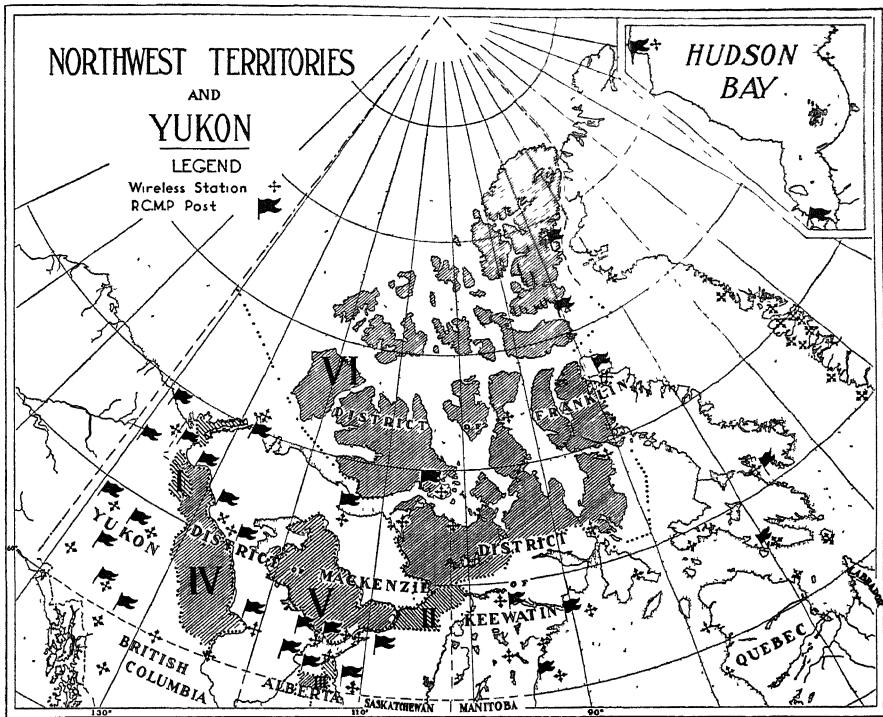 NORTHWEST TERRITORIES
AND
YUKON
LEGEND
Wireless Station
R.C.M.P Post
HUDSON
BAY
VI
DISTRICT
OF
FRANKLIN
I
YUKON
DISTRICT
OF
MACKENZIE
DISTRICT
OF
KEEWATIN
IV
V
II
III
60
BRITISH
COLUMBIA
ALBERTA
SASKATCHEWAN
MANITOBA
QUEBEC
130°
110°
90°